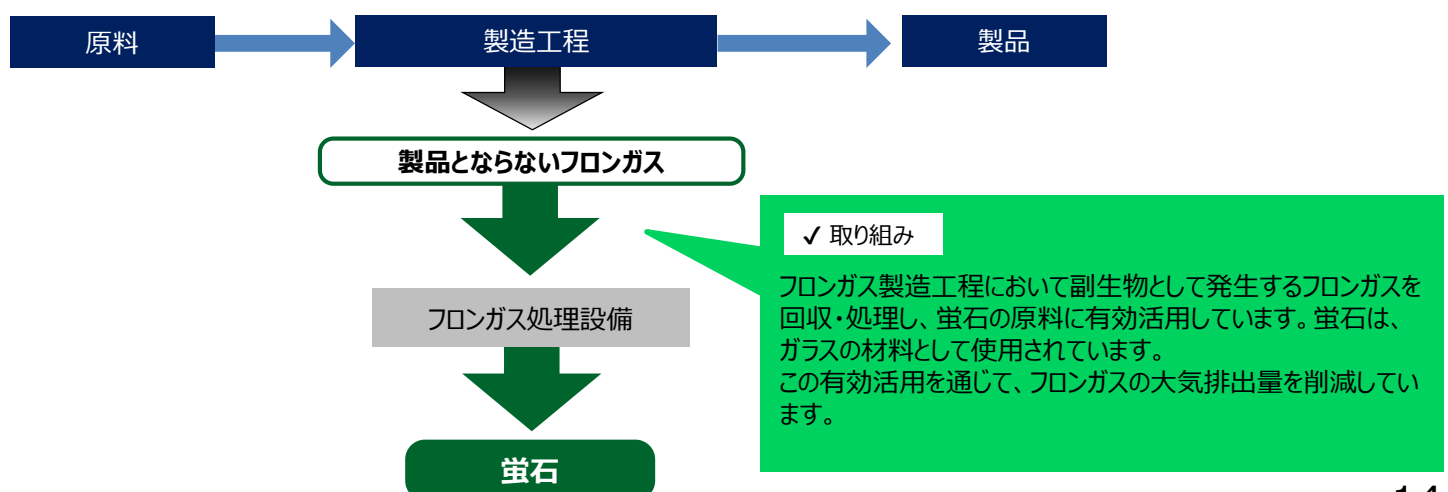 原料
製造工程
製品
製品とならないフロンガス
✓ 取り組み
フロンガス製造工程において副生物として発生するフロンガスを
回収・処理し、蛍石の原料に有効活用しています。蛍石は、
ガラスの材料として使用されています。
この有効活用を通じて、フロンガスの大気排出量を削減してい
ます。
フロンガス処理設備
蛍石